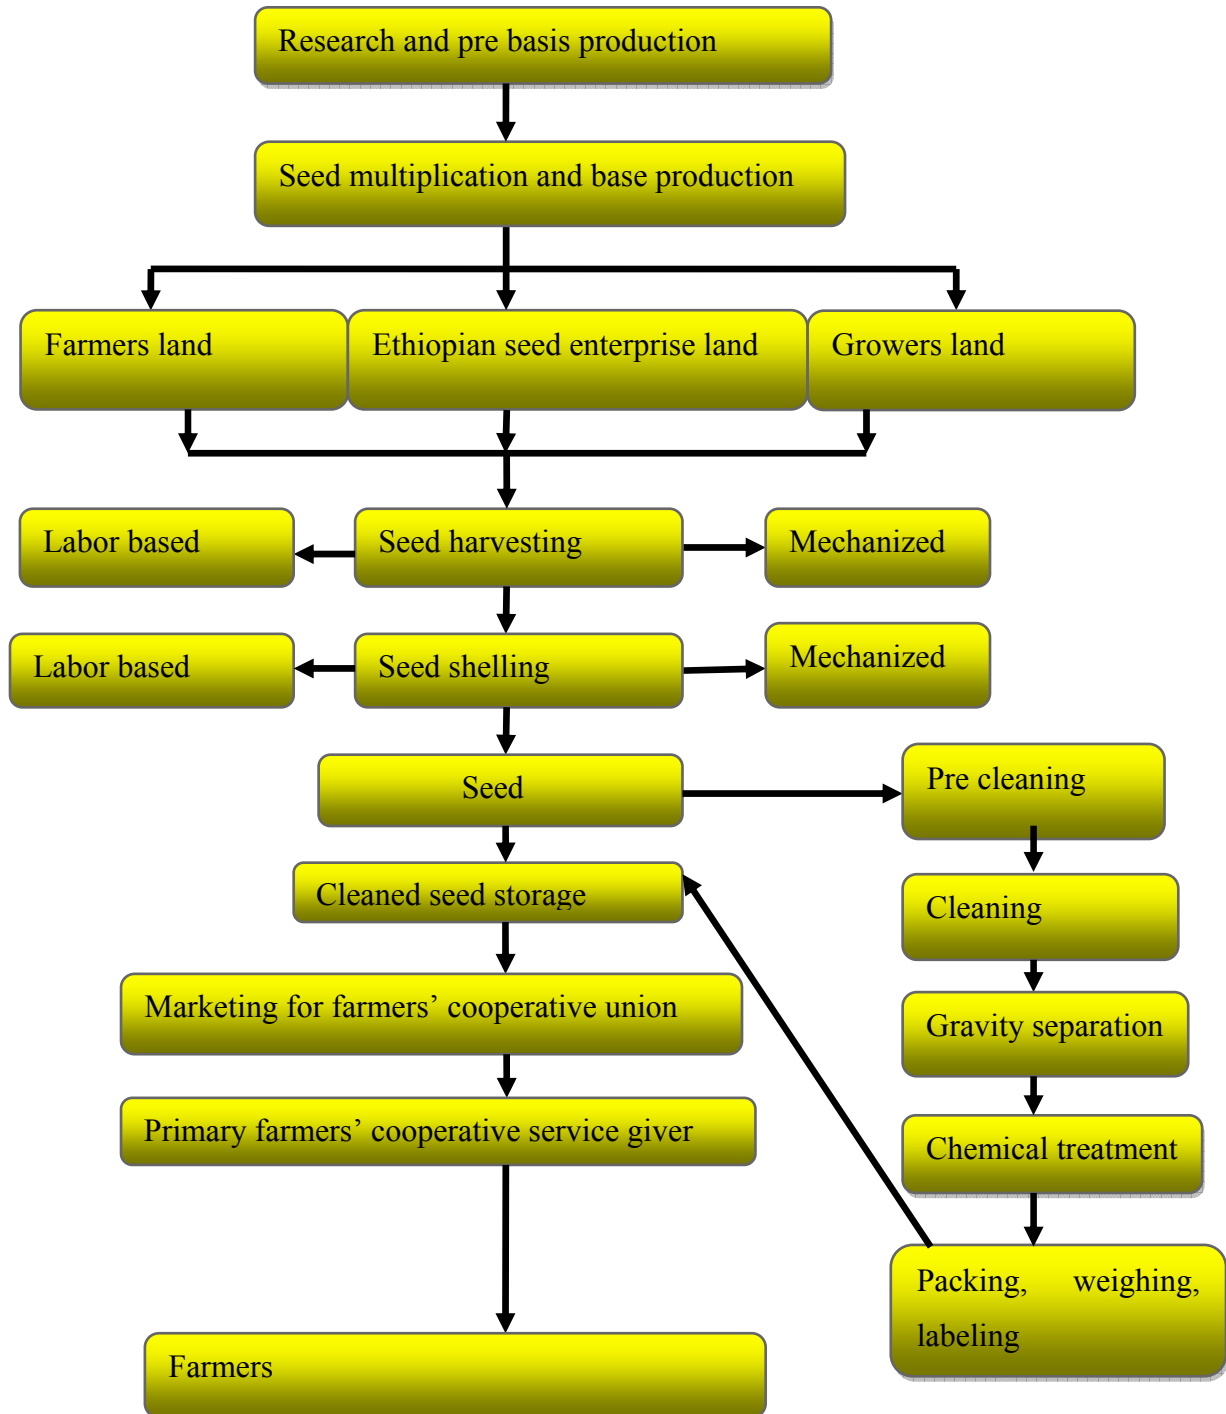 Research and pre basis production
Seed multiplication and base production
Farmers land
Ethiopian seed enterprise land
Growers land
Labor based
Seed harvesting
Mechanized
Labor based
Seed shelling
Mechanized
Seed
Pre cleaning
Cleaned seed storage
Cleaning
Marketing for farmers’ cooperative union
Gravity separation
Primary farmers’ cooperative service giver
Chemical treatment
Packing, weighing,
labeling
Farmers